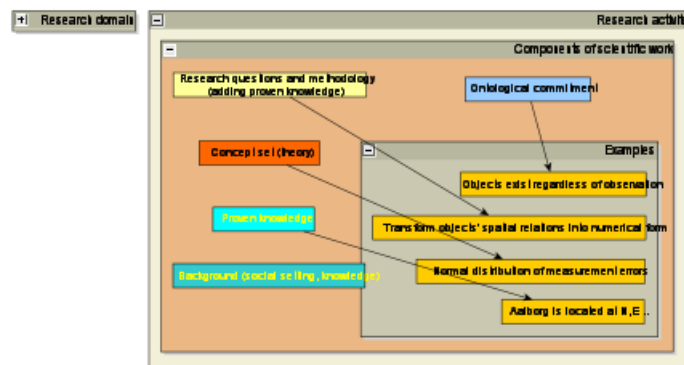 Research domain
Research activit
Components of scientific work
Research questions and methodology
(adding proven knowledge)
Ontological commitment
Concept set (theory)
Examples
Objects exist regardless of observation
Proven knowledge
Transform objects' spatial relations into numerical form
Background (social setting, knowledge)
Normal distribution of measurement errors
Aalborg is located at N,E...